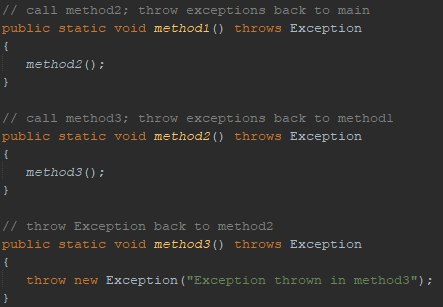 // call method2; throw exceptions back to main
public static void method1() throws Exception
{
method2();
}
// call method3; throw exceptions back to method1
public static void method2() throws Exception
{
method3();
}
// throw Exception back to method2
public static void method3() throws Exception
{
throw new Exception("Exception thrown in method3");
}